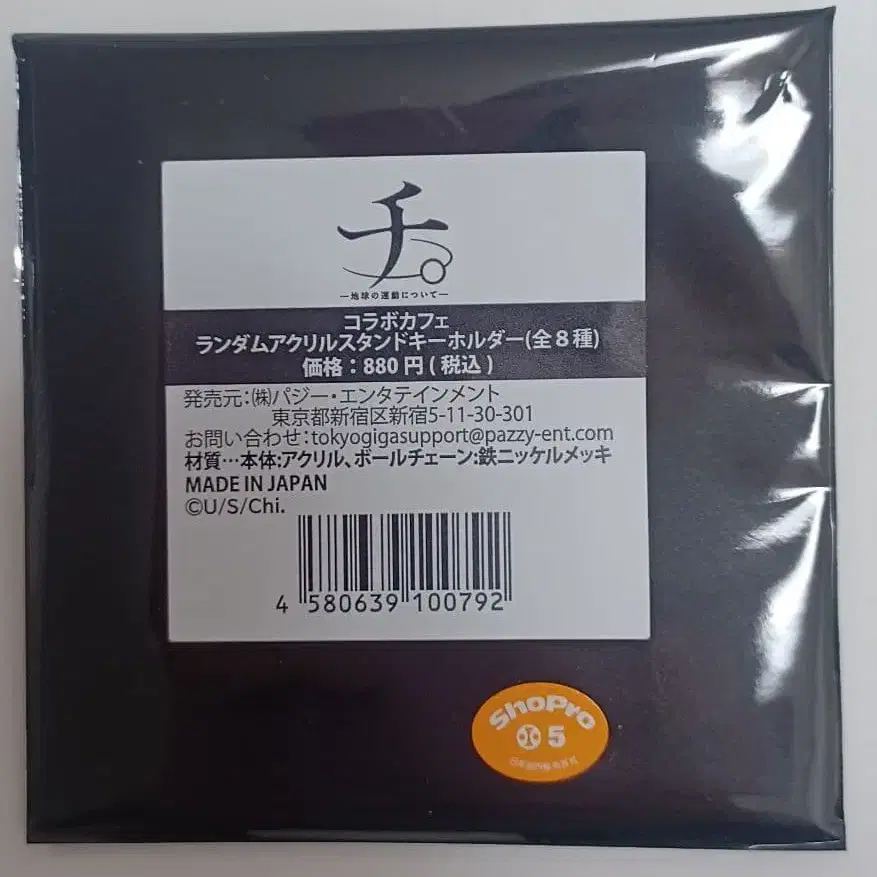 チ。
―地球の運動について―
コラボカフェ
ランダムアクリルスタンドキーホルダー(全８種)
価格：880円(税込)
発売元:㈱パジー・エンタテインメント
東京都新宿区新宿5-11-30-301
お問い合わせ:tokyogigasupport@pazzy-ent.com
材質…本体:アクリル、ボールチェーン:鉄ニッケルメッキ
MADE IN JAPAN
©U/S/Chi.
4 580639 100792
ShoPro
5